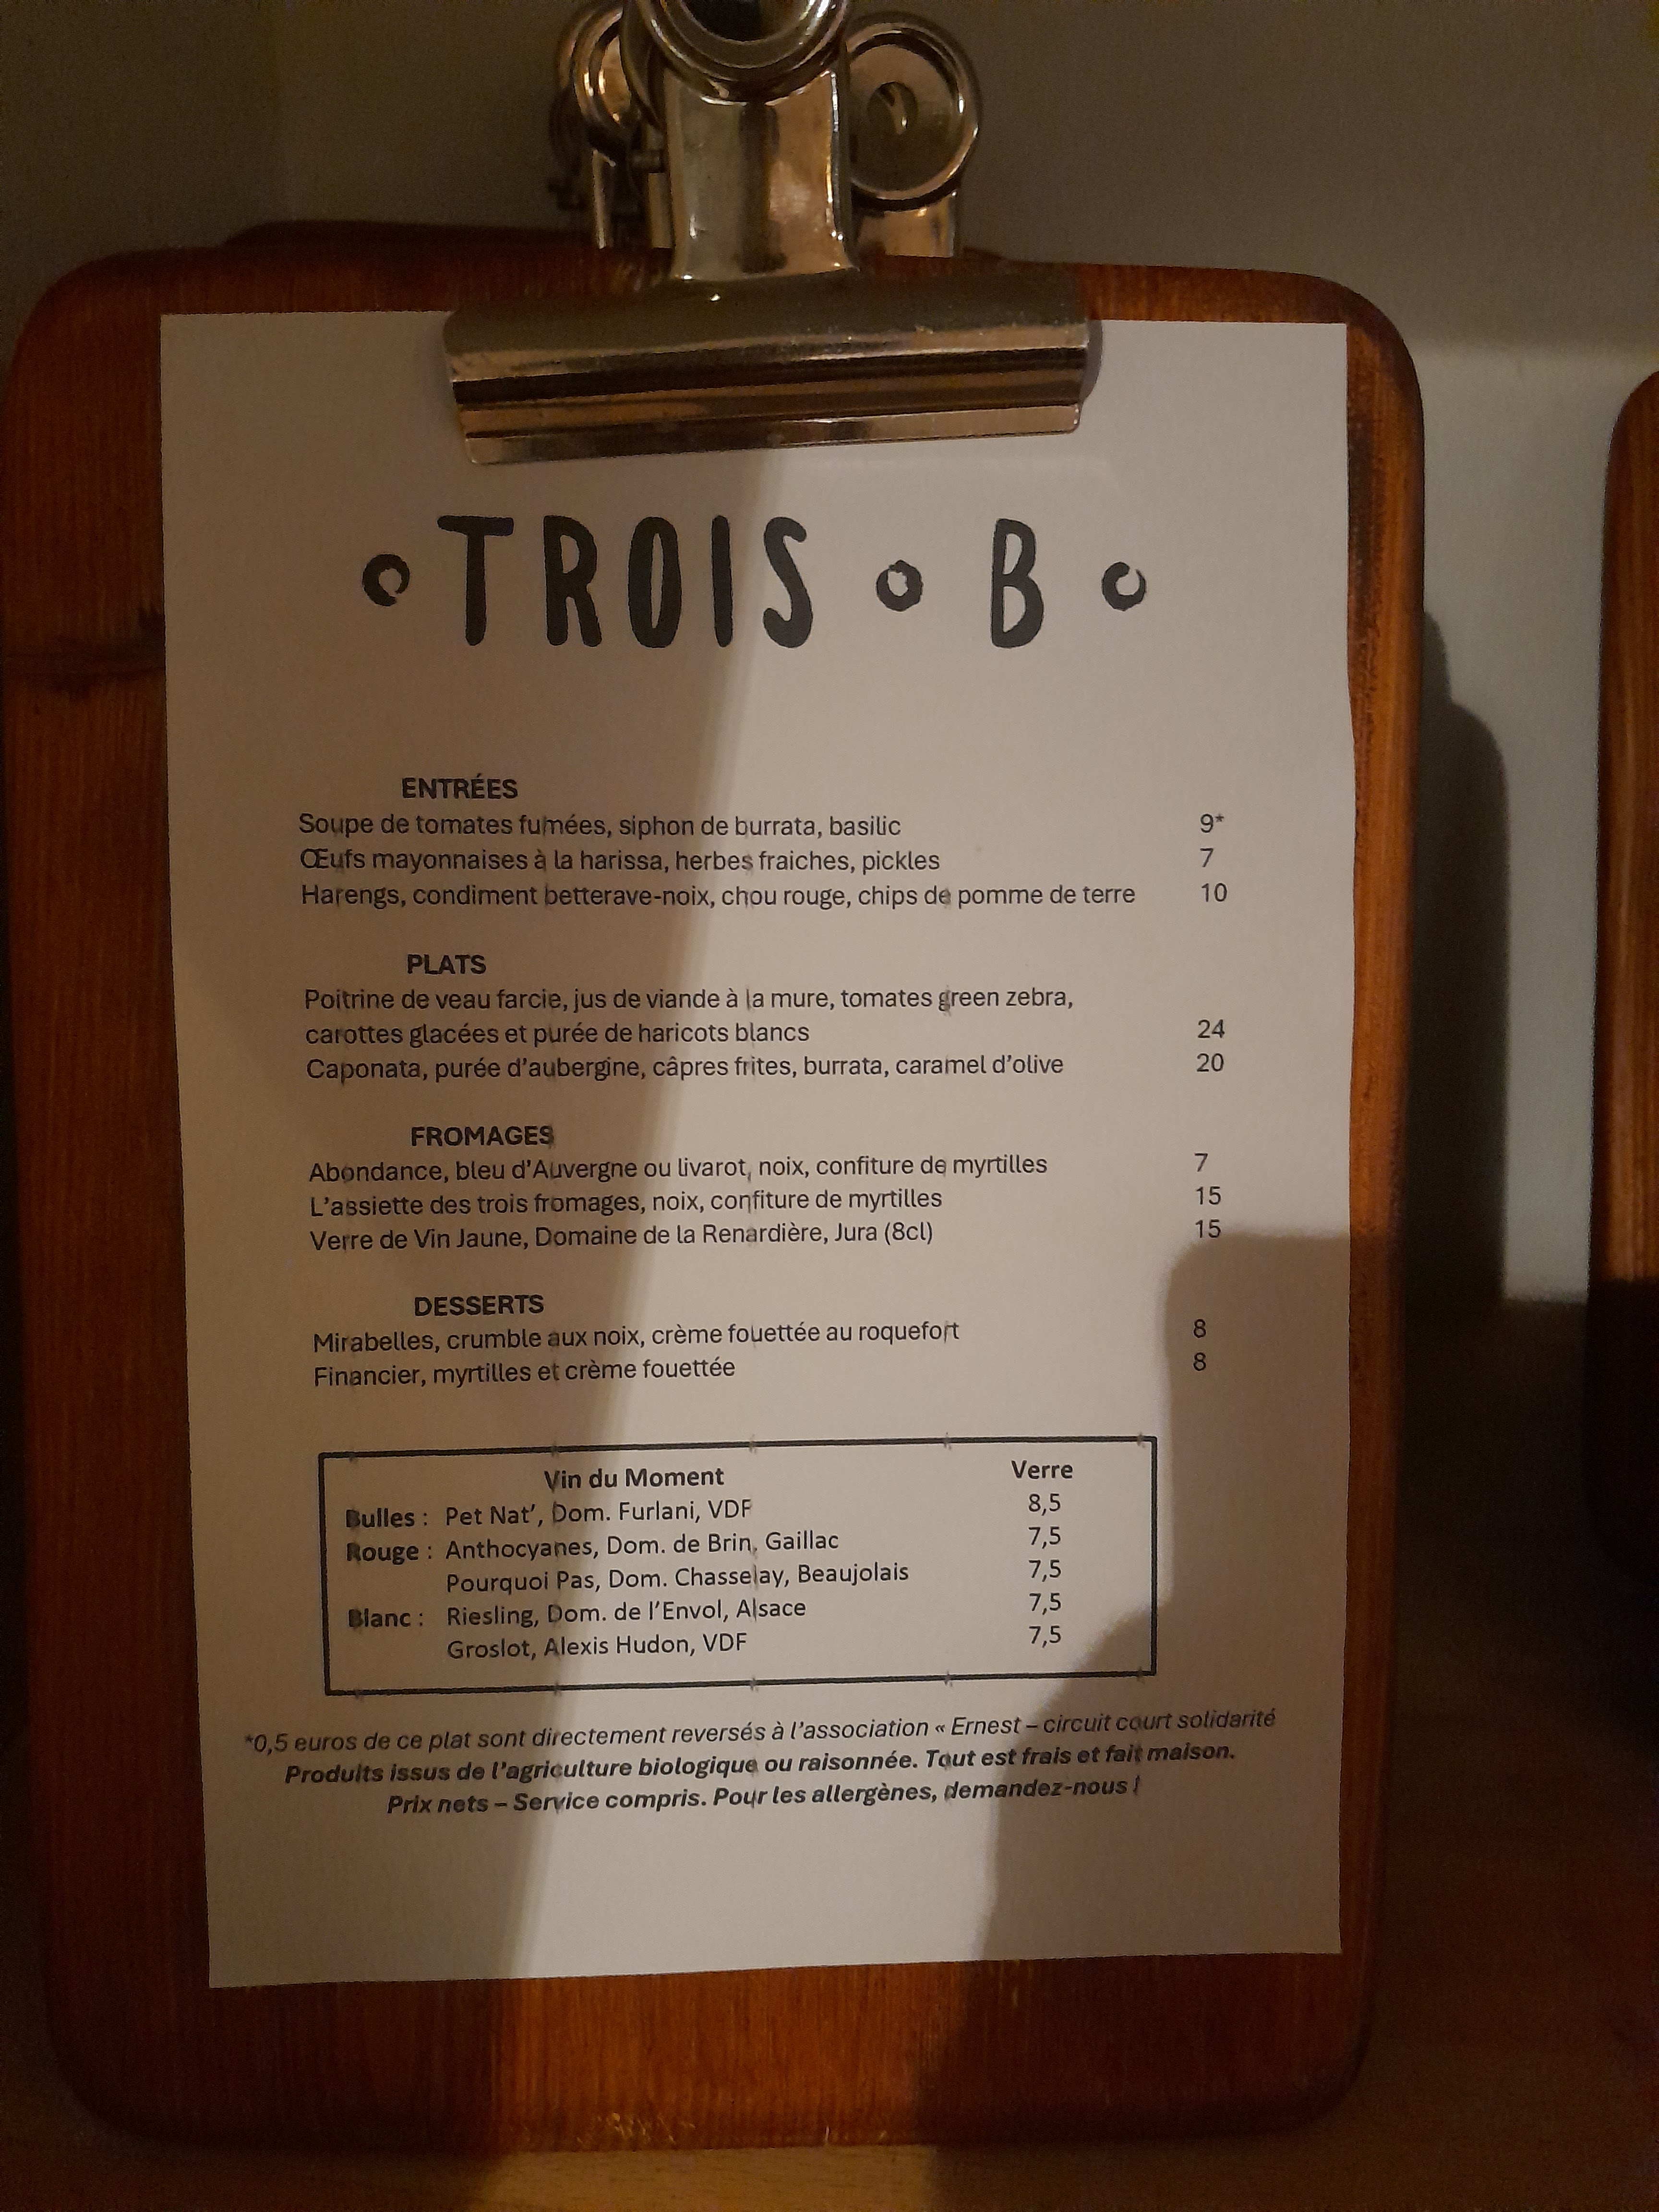 TROIS B
ENTRÉES
Soupe de tomates fumées, siphon de burrata, basilic 9*
Œufs mayonnaises à la harissa, herbes fraiches, pickles 7
Harengs, condiment betterave-noix, chou rouge, chips de pomme de terre 10
PLATS
Poitrine de veau farcie, jus de viande à la mure, tomates green zebra,
carottes glacées et purée de haricots blancs 24
Caponata, purée d'aubergine, câpres frites, burrata, caramel d'olive 20
FROMAGES
Abondance, bleu d'Auvergne ou livarot, noix, confiture de myrtilles 7
L'assiette des trois fromages, noix, confiture de myrtilles 15
Verre de Vin Jaune, Domaine de la Renardière, Jura (8cl) 15
DESSERTS
Mirabelles, crumble aux noix, crème fouettée au roquefort 8
Financier, myrtilles et crème fouettée 8
Vin du Moment Verre
Bulles : Pet Nat', Dom. Furlani, VDF 8,5
Rouge : Anthocyanes, Dom. de Brin, Gaillac 7,5
Pourquoi Pas, Dom. Chasselay, Beaujolais 7,5
Blanc : Riesling, Dom. de l'Envol, Alsace 7,5
Groslot, Alexis Hudon, VDF 7,5
*0,5 euros de ce plat sont directement reversés à l'association « Ernest – circuit court solidarité
Produits issus de l'agriculture biologique ou raisonnée. Tout est frais et fait maison.
Prix nets – Service compris. Pour les allergènes, demandez-nous !